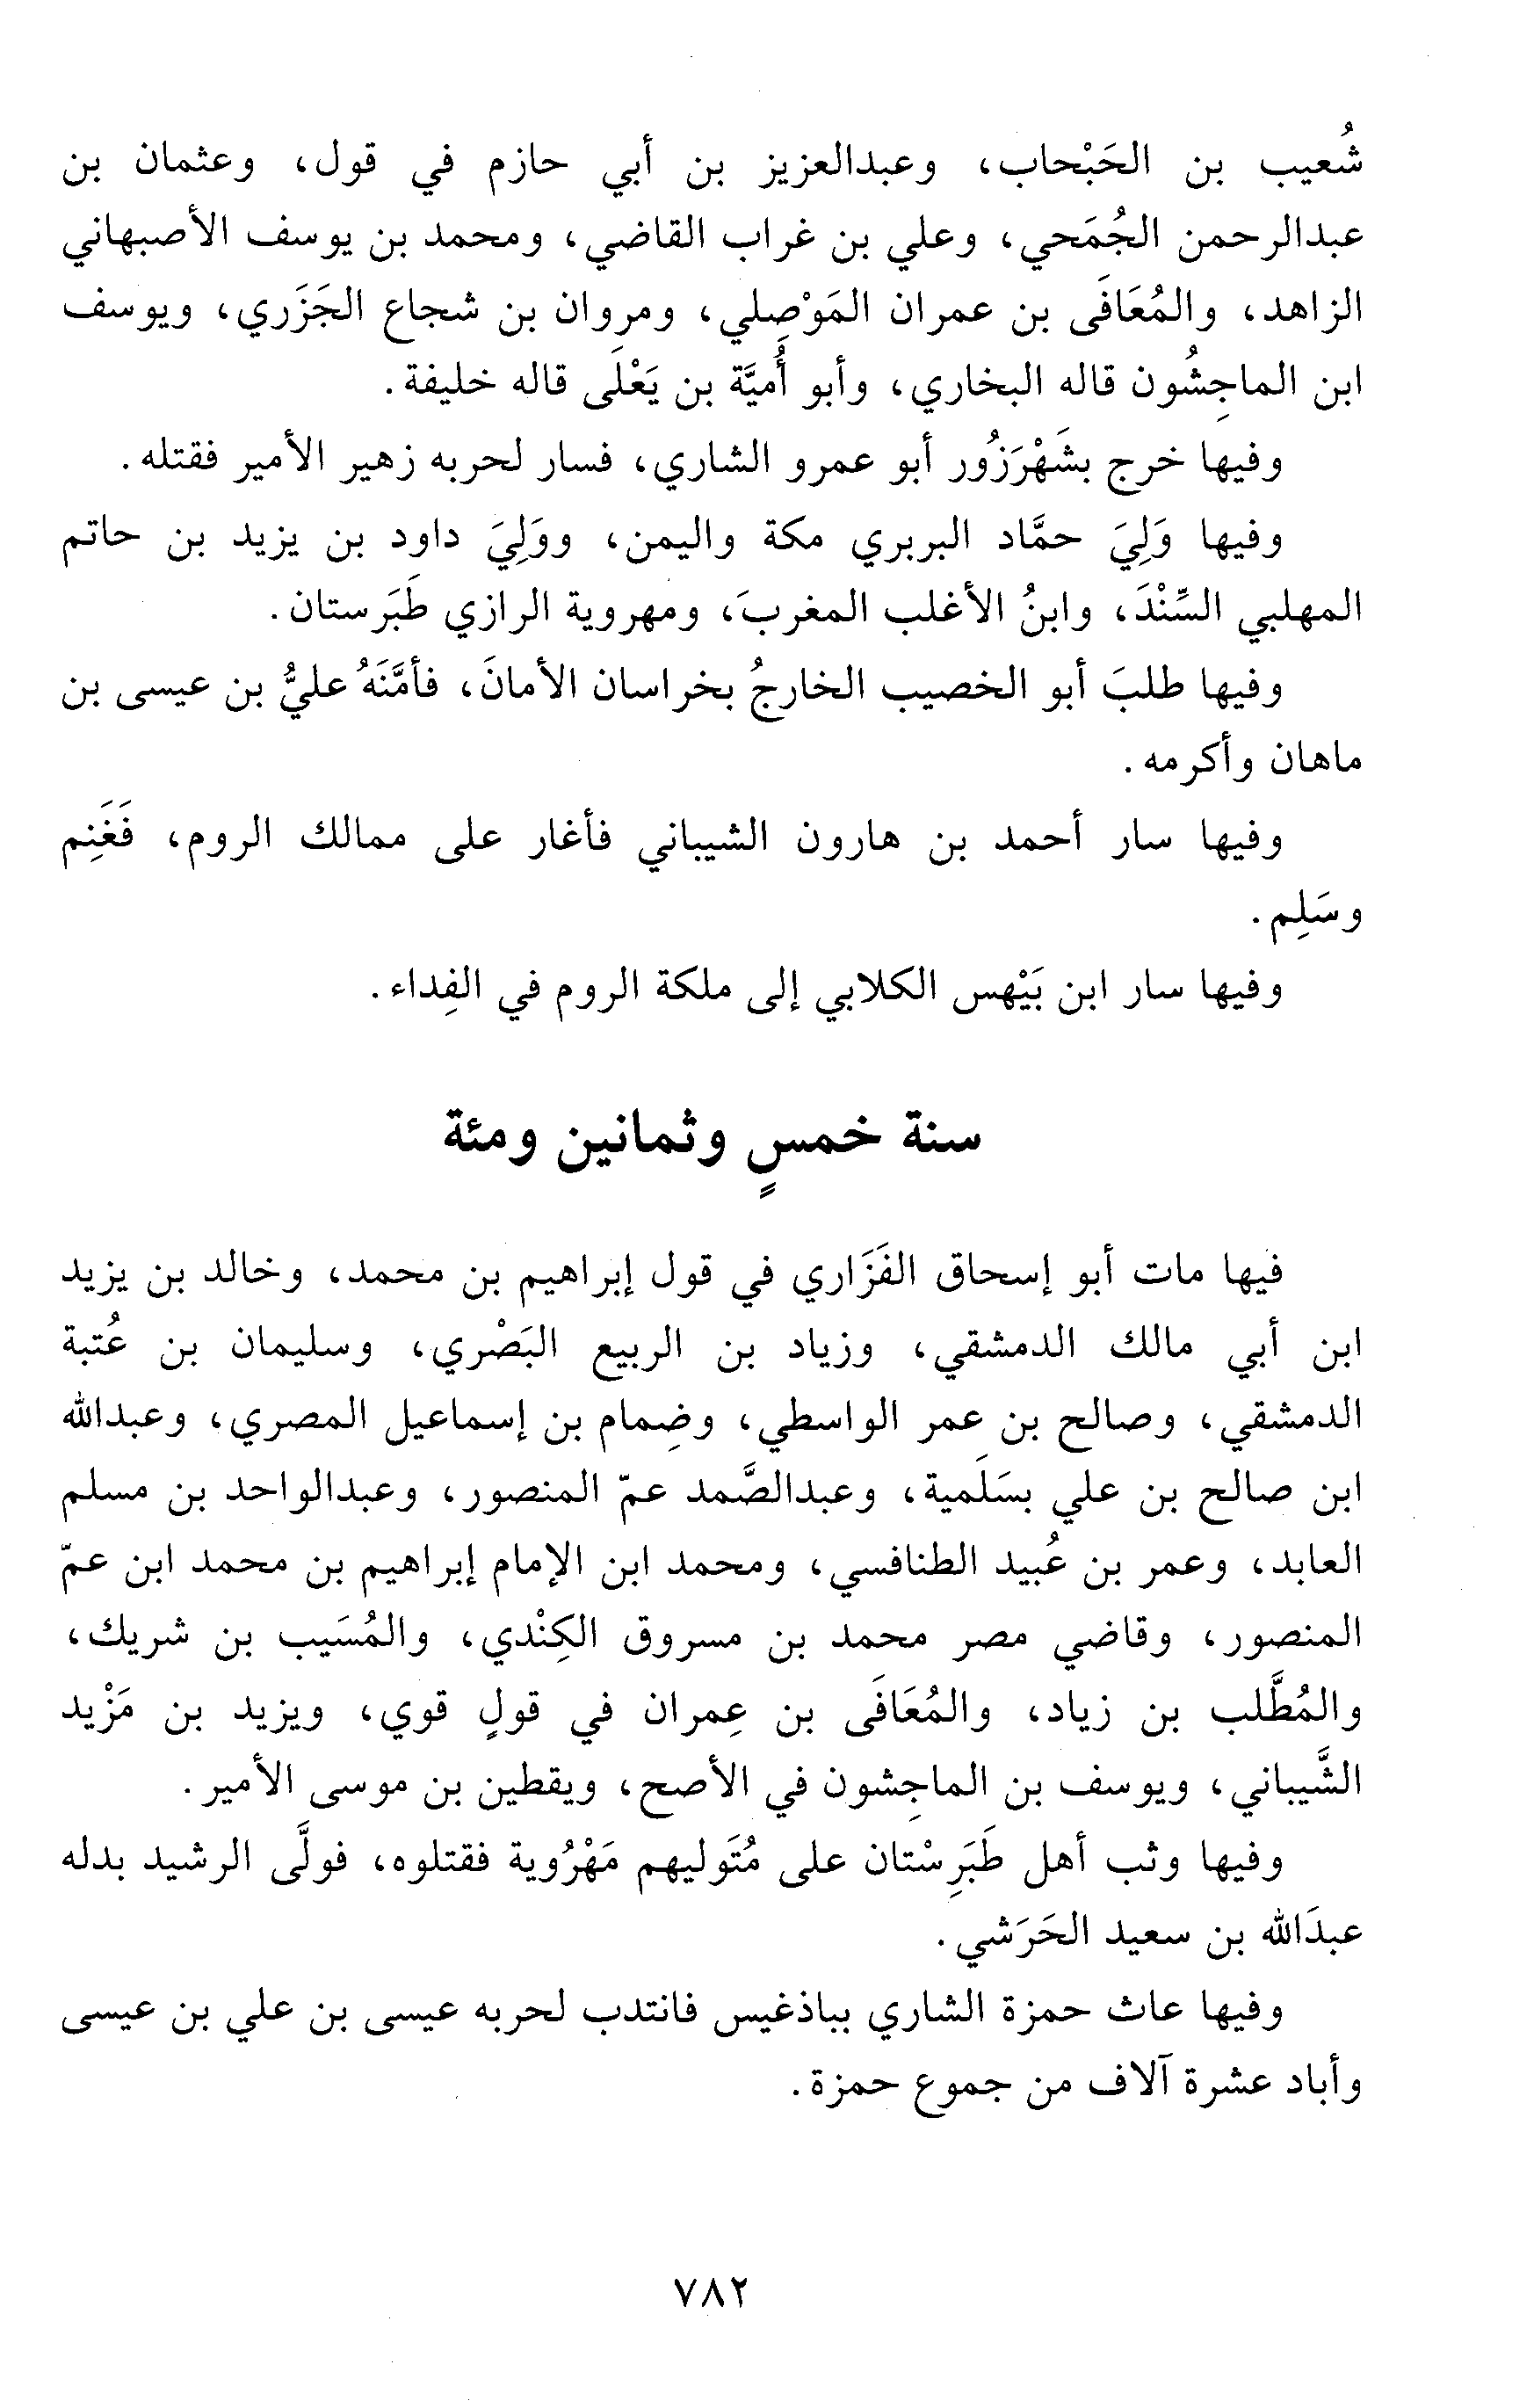 شُعيب بن الحَبْحاب، وعبدالعزيز بن أبي حازم في قول، وعثمان بن
عبدالرحمن الجُمَحي، وعلي بن غراب القاضي، ومحمد بن يوسف الأصبهاني
الزاهد، والمُعَافَى بن عمران المَوْصِلي، ومروان بن شجاع الجَزَري، ويوسف
ابن الماجِشُون قاله البخاري، وأبو أُميَّة بن يَعْلَى قاله خليفة.
وفيها خرج بشَهْرَزُور أبو عمرو الشاري، فسار لحربه زهير الأمير فقتله.
وفيها وَلِيَ حمَّاد البربري مكة واليمن، ووَلِيَ داود بن يزيد بن حاتم
المهلبي السِّنْدَ، وابنُ الأغلب المغربَ، ومهروية الرازي طَبَرستان.
وفيها طلبَ أبو الخصيب الخارجُ بخراسان الأمانَ، فأمَّنَهُ عليُّ بن عيسى بن
ماهان وأكرمه.
وفيها سار أحمد بن هارون الشيباني فأغار على ممالك الروم، فَغَنِم
وسَلِم.
وفيها سار ابن بَيْهس الكلابي إلى ملكة الروم في الفِداء.
سنة خمسٍ وثمانين ومئة
فيها مات أبو إسحاق الفَزَاري في قول إبراهيم بن محمد، وخالد بن يزيد
ابن أبي مالك الدمشقي، وزياد بن الربيع البَصْري، وسليمان بن عُتبة
الدمشقي، وصالح بن عمر الواسطي، وضِمام بن إسماعيل المصري، وعبدالله
ابن صالح بن علي بسَلَمية، وعبدالصَّمد عمّ المنصور، وعبدالواحد بن مسلم
العابد، وعمر بن عُبيد الطنافسي، ومحمد ابن الإمام إبراهيم بن محمد ابن عمّ
المنصور، وقاضي مصر محمد بن مسروق الكِنْدي، والمُسَيب بن شريك،
والمُطَّلب بن زياد، والمُعَافَى بن عِمران في قولٍ قوي، ويزيد بن مَزْيد
الشَّيباني، ويوسف بن الماجِشون في الأصح، ويقطين بن موسى الأمير.
وفيها وثب أهل طَبَرِسْتان على مُتَوليهم مَهْرُوية فقتلوه، فولَّى الرشيد بدله
عبدَالله بن سعيد الحَرَشي.
وفيها عاث حمزة الشاري بباذغيس فانتدب لحربه عيسى بن علي بن عيسى
وأباد عشرة آلاف من جموع حمزة.
٧٨٢